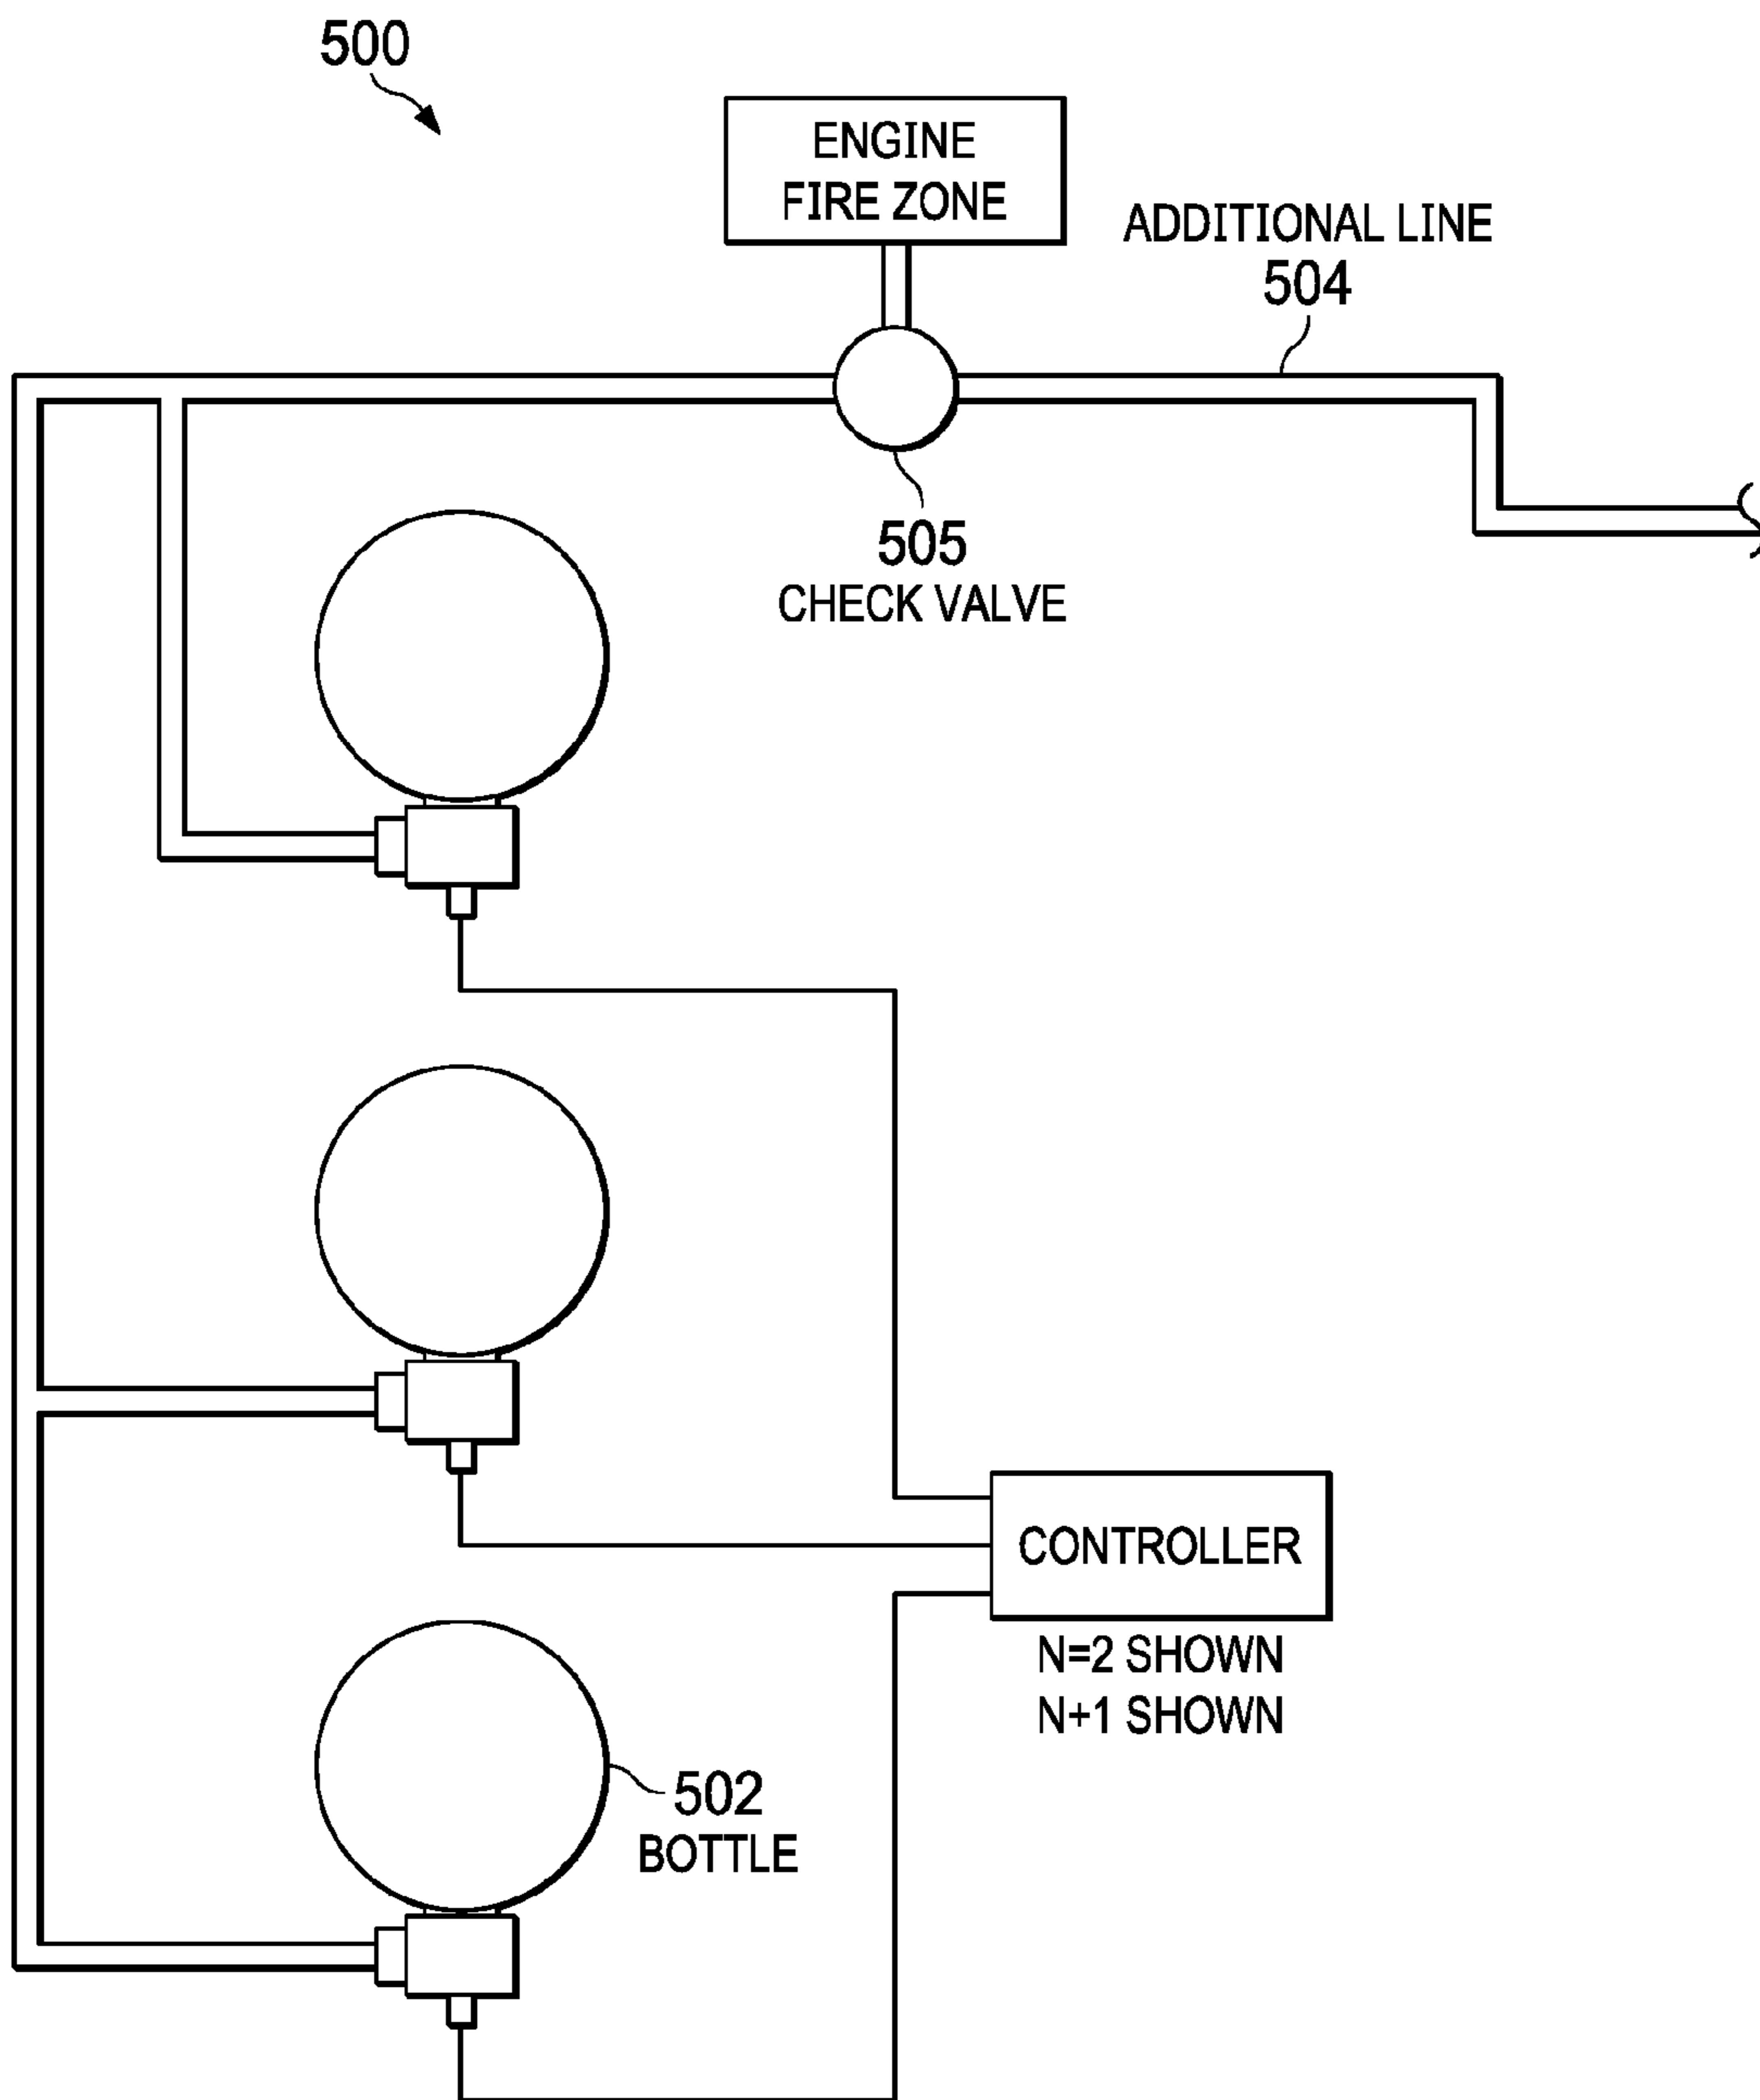 500
ENGINE
FIRE ZONE
ADDITIONAL LINE
504
505
CHECK VALVE
CONTROLLER
N=2 SHOWN
N+1 SHOWN
502
BOTTLE